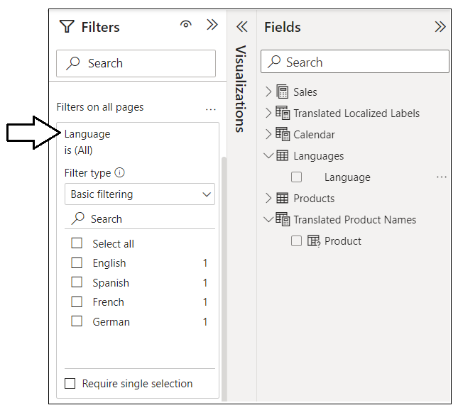 Filters
Search
Filters on all pages
...
Language
is (All)
Filter type
Basic filtering
Search
Select all
English 1
Spanish 1
French 1
German 1
Require single selection
Visualizations
Fields
Search
Sales
Translated Localized Labels
Calendar
Languages
Language ...
Products
Translated Product Names
Product